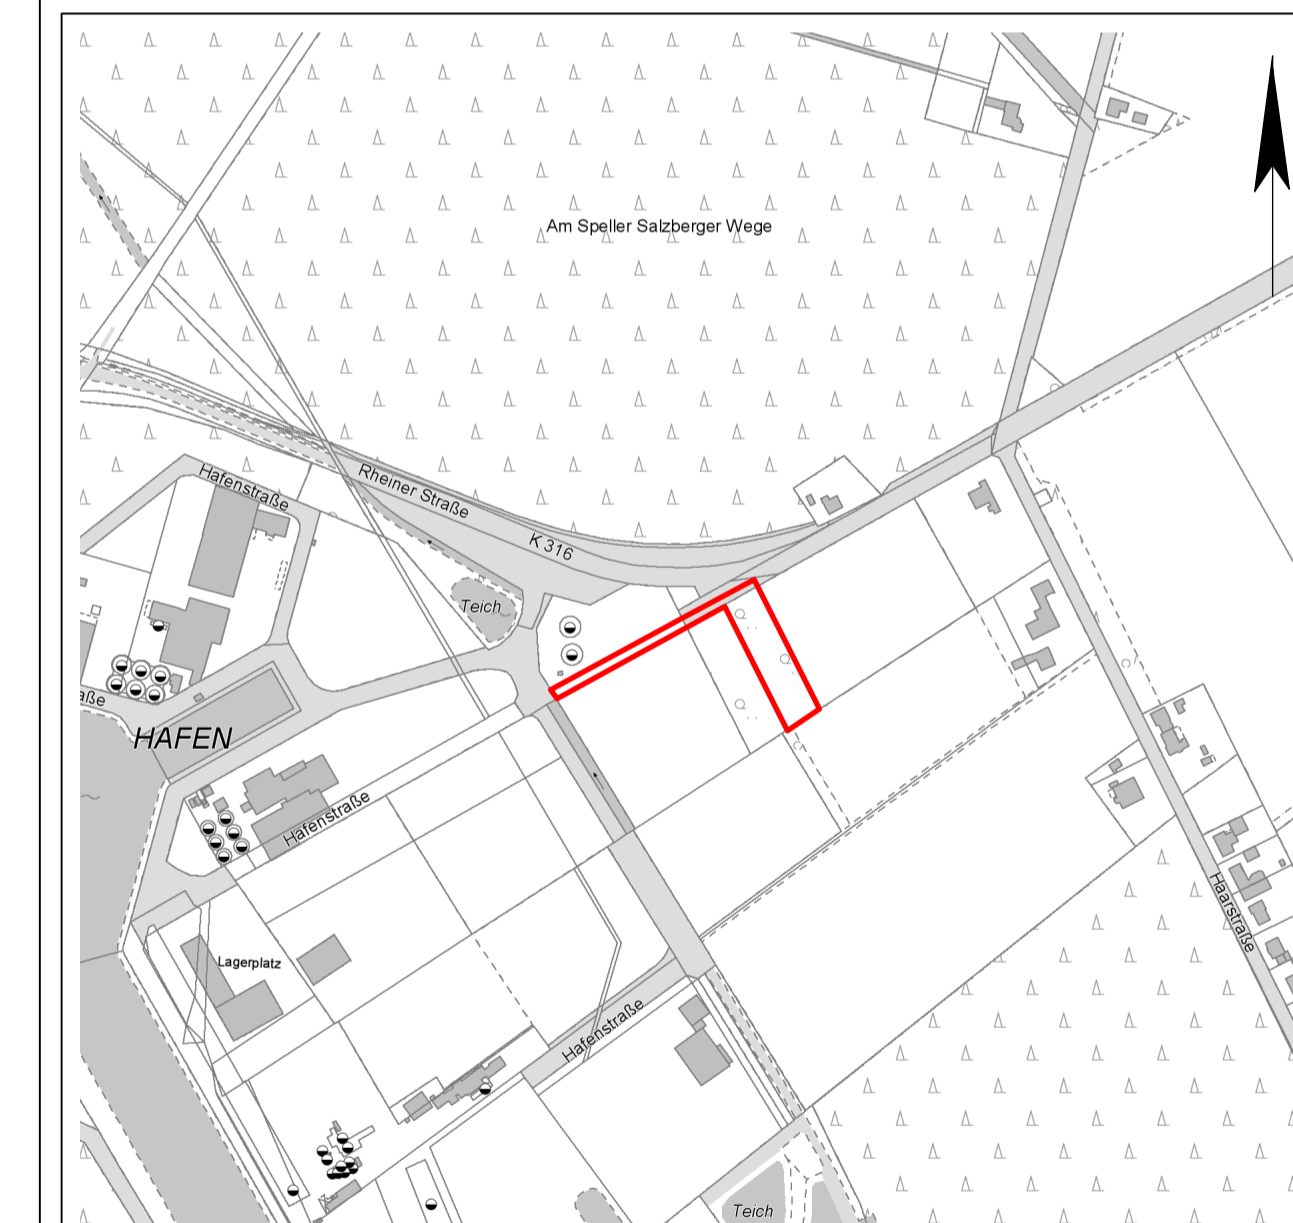 Am Speller Salzberger Wege
Hafenstraße
Rheiner Straße
K 316
Teich
aße
HAFEN
Hafenstraße
Haarstraße
Lagerplatz
Hafenstraße
Teich